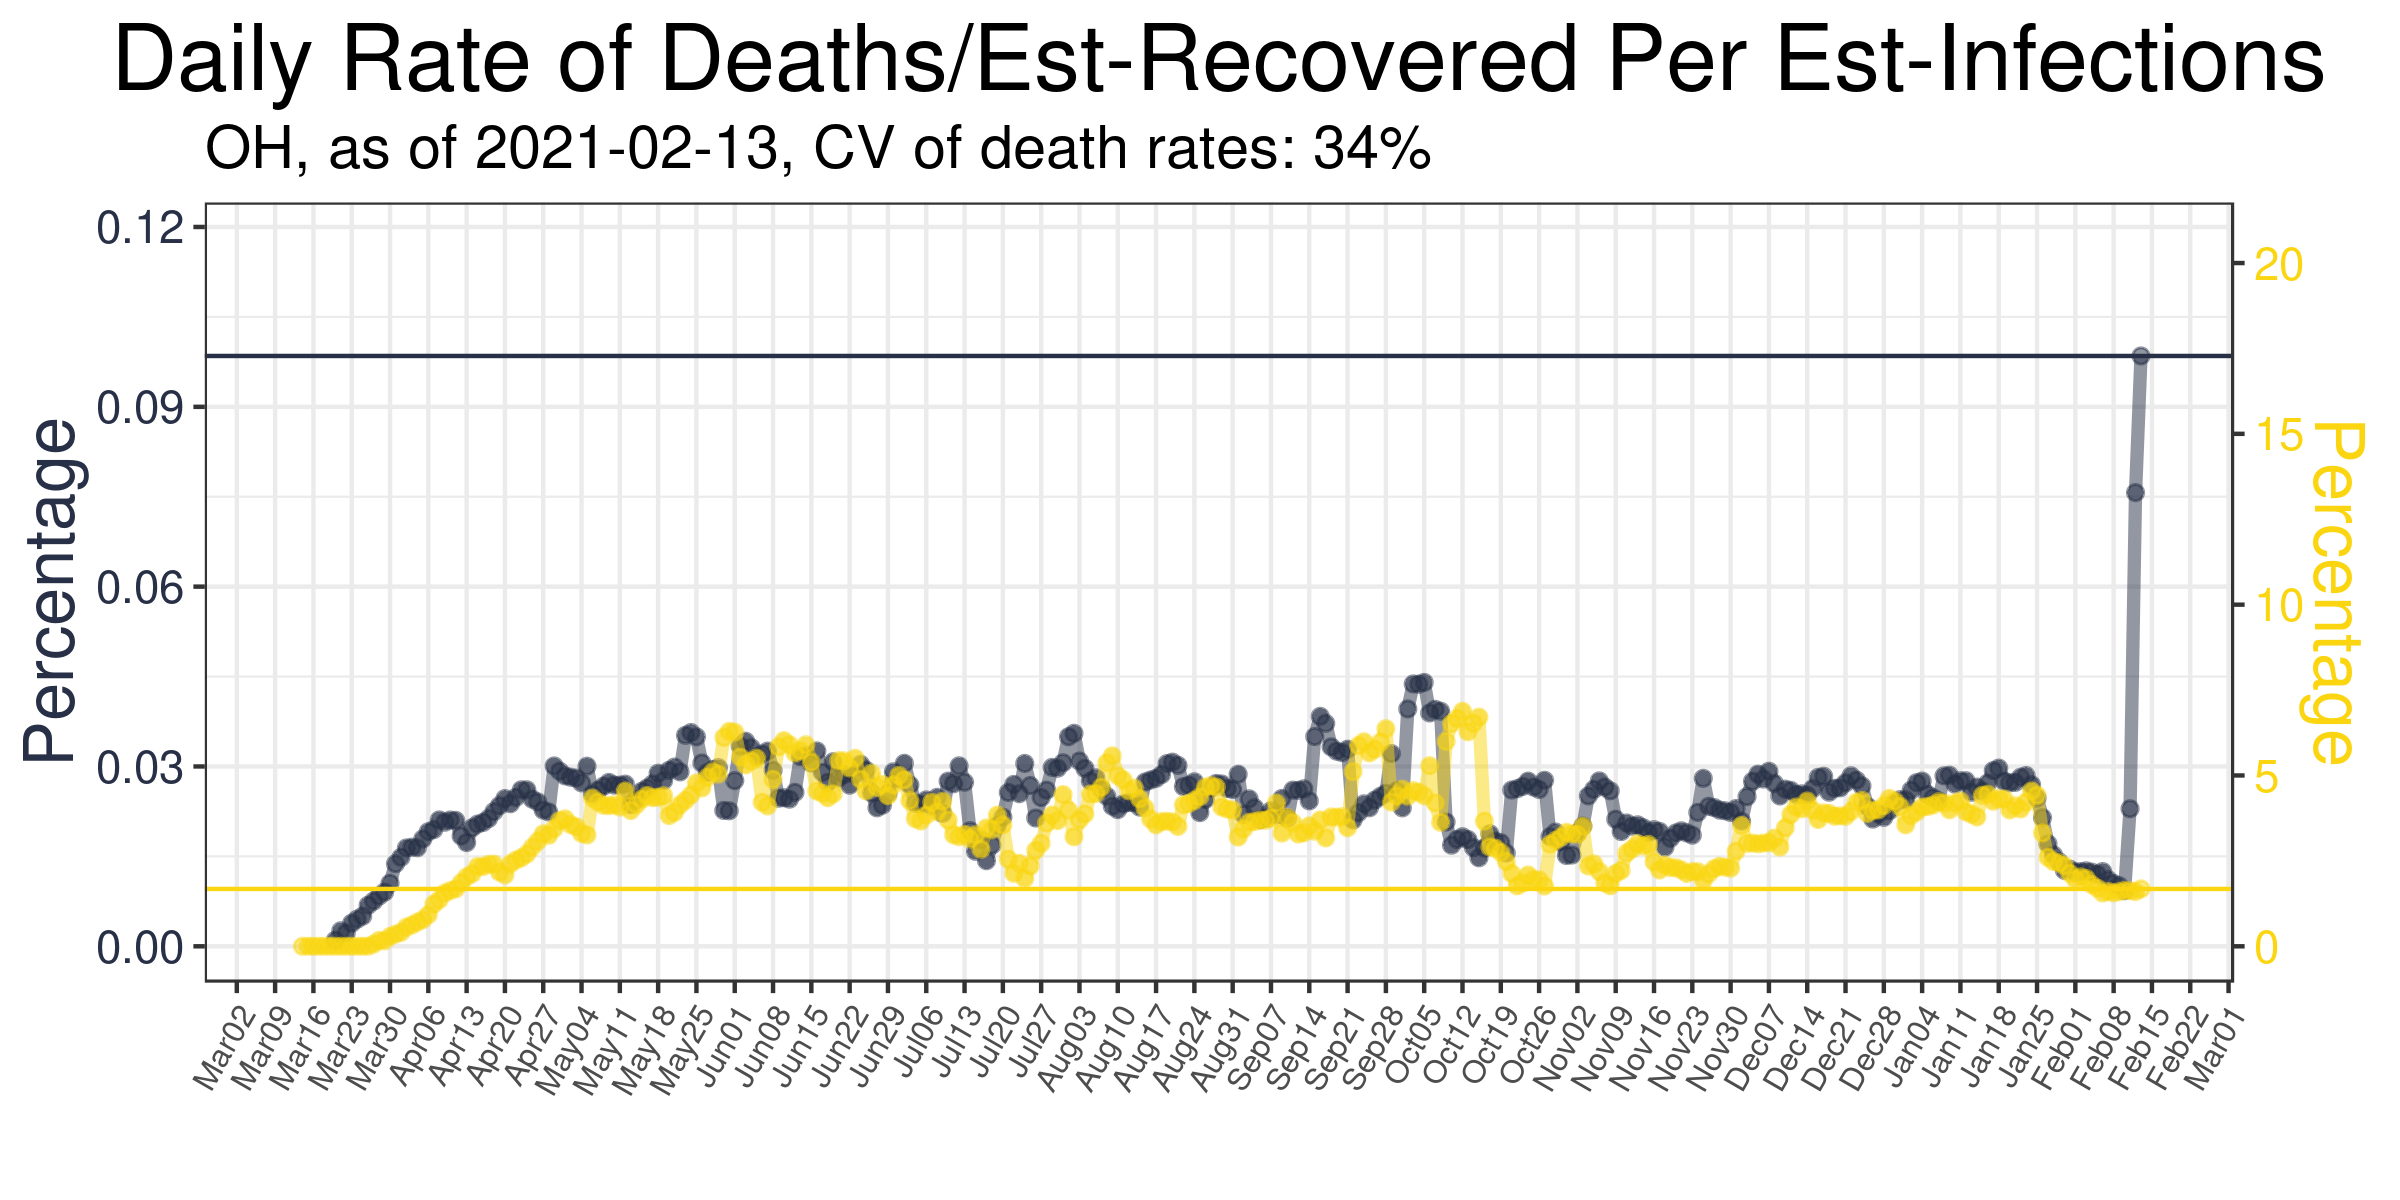 Daily Rate of Deaths/Est-Recovered Per Est-Infections
OH, as of 2021-02-13, CV of death rates: 34%
Percentage
0.12
0.09
0.06
0.03
0.00
20
15
10
5
0
Percentage
Mar02 Mar09 Mar16 Mar23 Mar30 Apr06 Apr13 Apr20 Apr27 May04 May11 May18 May25 Jun01 Jun08 Jun15 Jun22 Jun29 Jul06 Jul13 Jul20 Jul27 Aug03 Aug10 Aug17 Aug24 Aug31 Sep07 Sep14 Sep21 Sep28 Oct05 Oct12 Oct19 Oct26 Nov02 Nov09 Nov16 Nov23 Nov30 Dec07 Dec14 Dec21 Dec28 Jan04 Jan11 Jan18 Jan25 Feb01 Feb08 Feb15 Feb22 Mar01